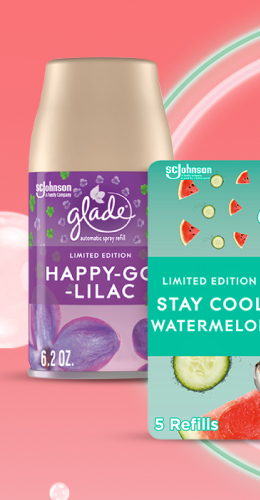 SC Johnson
A Family Company
glade
automatic spray refill
LIMITED EDITION
HAPPY-GO
-LILAC
6.2 OZ.
SC Johnson
LIMITED EDITION
STAY COOL
WATERMELO
5 Refills